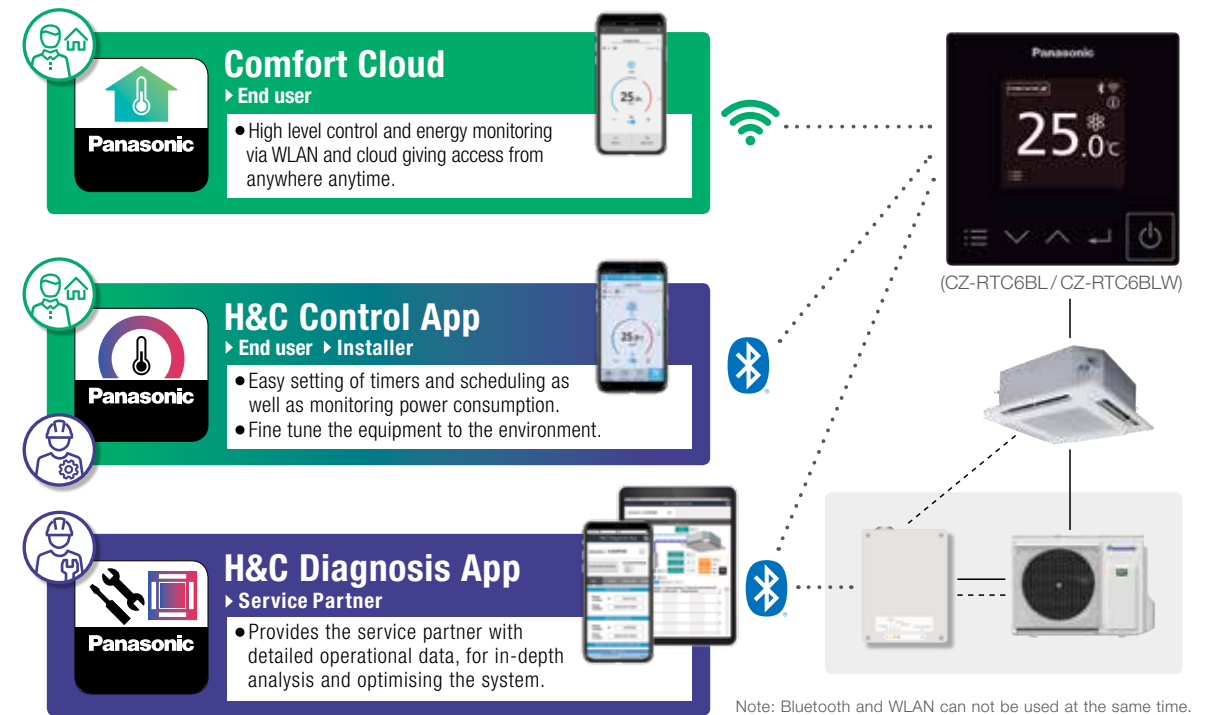 Comfort Cloud
End user
Panasonic
●High level control and energy monitoring
via WLAN and cloud giving access from
anywhere anytime.
Panasonic
25.0℃
(CZ-RTC6BL / CZ-RTC6BLW)
H&C Control App
End user Installer
Panasonic
●Easy setting of timers and scheduling as
well as monitoring power consumption.
●Fine tune the equipment to the environment.
H&C Diagnosis App
Service Partner
Panasonic
●Provides the service partner with
detailed operational data, for in-depth
analysis and optimising the system.
Panasonic
Note: Bluetooth and WLAN can not be used at the same time.